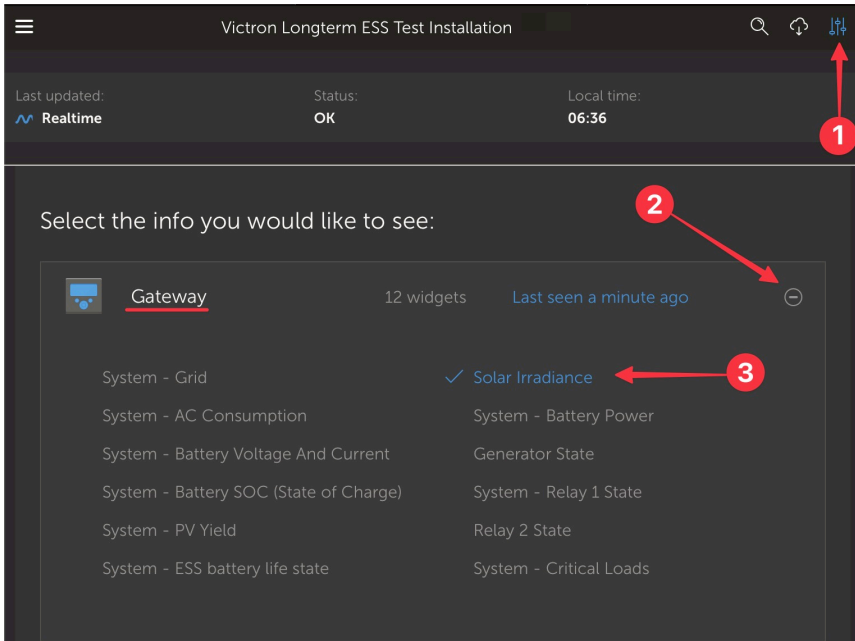 Victron Longterm ESS Test Installation
Last updated: Status: Local time:
Realtime OK 06:36
1
2
Select the info you would like to see:
Gateway 12 widgets Last seen a minute ago
System - Grid Solar Irradiance 3
System - AC Consumption System - Battery Power
System - Battery Voltage And Current Generator State
System - Battery SOC (State of Charge) System - Relay 1 State
System - PV Yield Relay 2 State
System - ESS battery life state System - Critical Loads